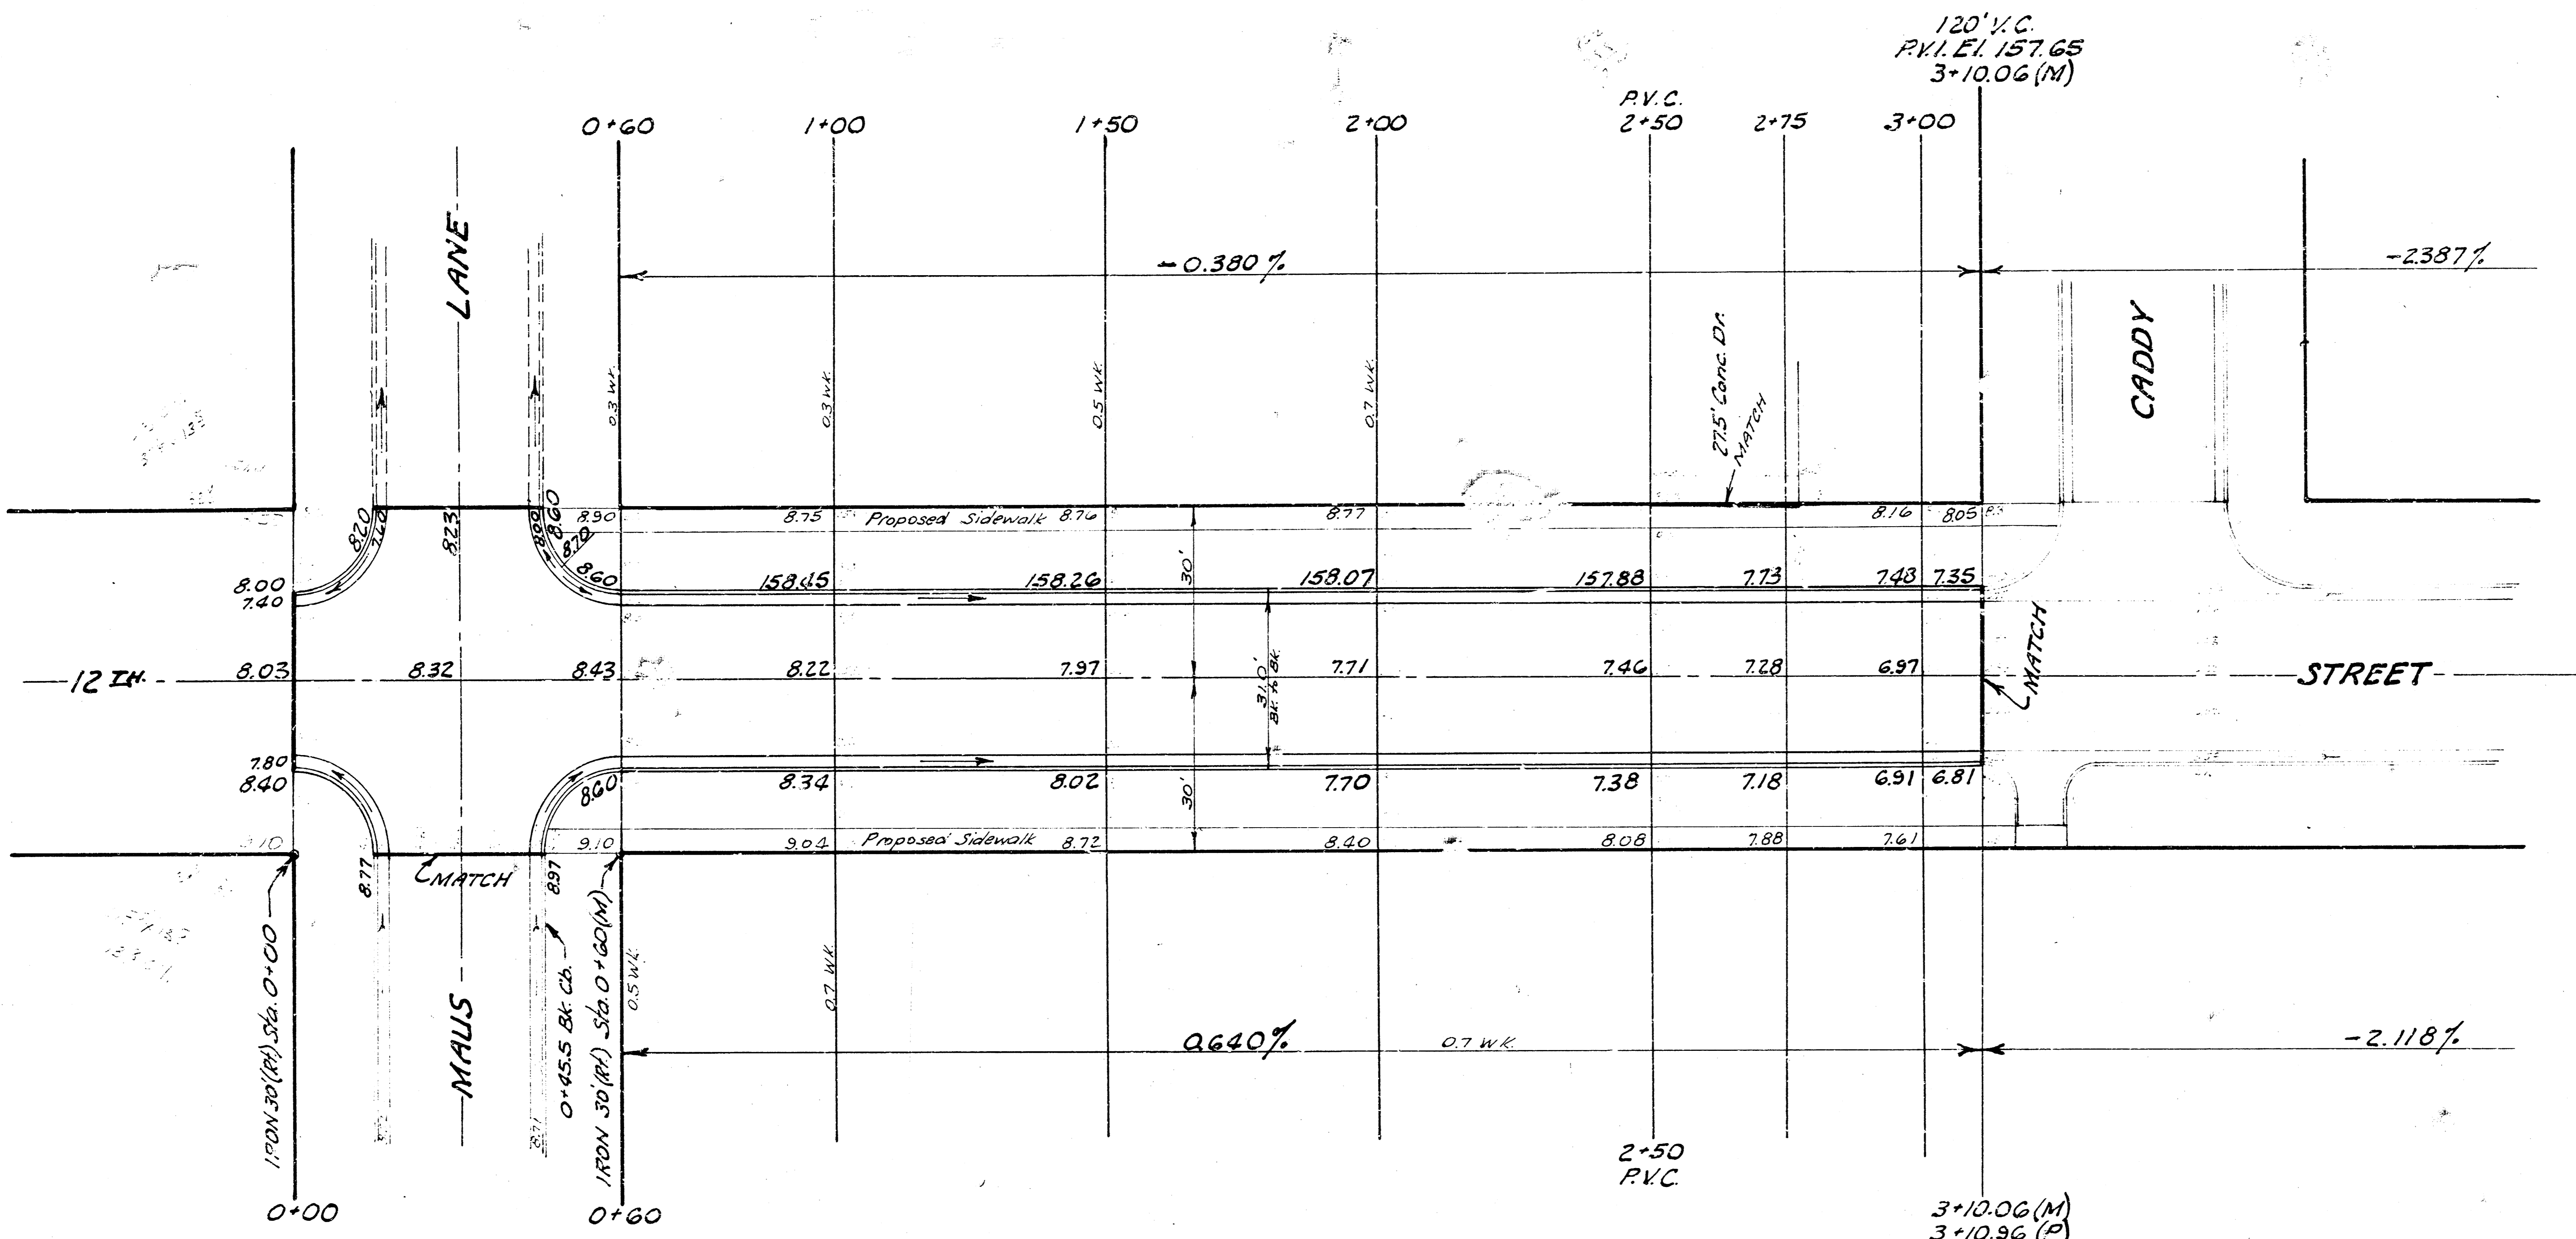 120' V.C.
P.V.I. El. 157.65
3+10.06 (M)
0+60
1+00
1+50
2+00
P.V.C.
2+50
2+75
3+00
LANE
-0.380%
-2.387%
CADDY
0.3 WK.
0.3 WK.
0.5 WK.
0.7 WK.
27.5' Conc. Dr.
MATCH
8.20
7.60
8.23
8.00
8.60
8.70
8.60
8.90
8.75
Proposed Sidewalk
8.76
8.77
8.16
8.05
8.00
7.40
158.45
158.26
30'
158.07
157.88
7.73
7.48
7.35
12TH.
8.03
8.32
8.43
8.22
7.97
31.0'
Bk. to Bk.
7.71
7.46
7.28
6.97
MATCH
STREET
7.80
8.40
8.60
8.34
8.02
30'
7.70
7.38
7.18
6.91
6.81
9.10
9.04
Proposed Sidewalk
8.72
8.40
8.08
7.88
7.61
8.77
MATCH
8.97
IRON 30'(Rt) Sta. 0+00
MAUS
8.71
0+45.5 Bk. Cb.
IRON 30'(Rt) Sta. 0+60(M)
0.5 WK.
0.7 WK.
0.640%
0.7 WK.
-2.118%
2+50
P.V.C.
0+00
0+60
3+10.06 (M)
3+10.96 (P)